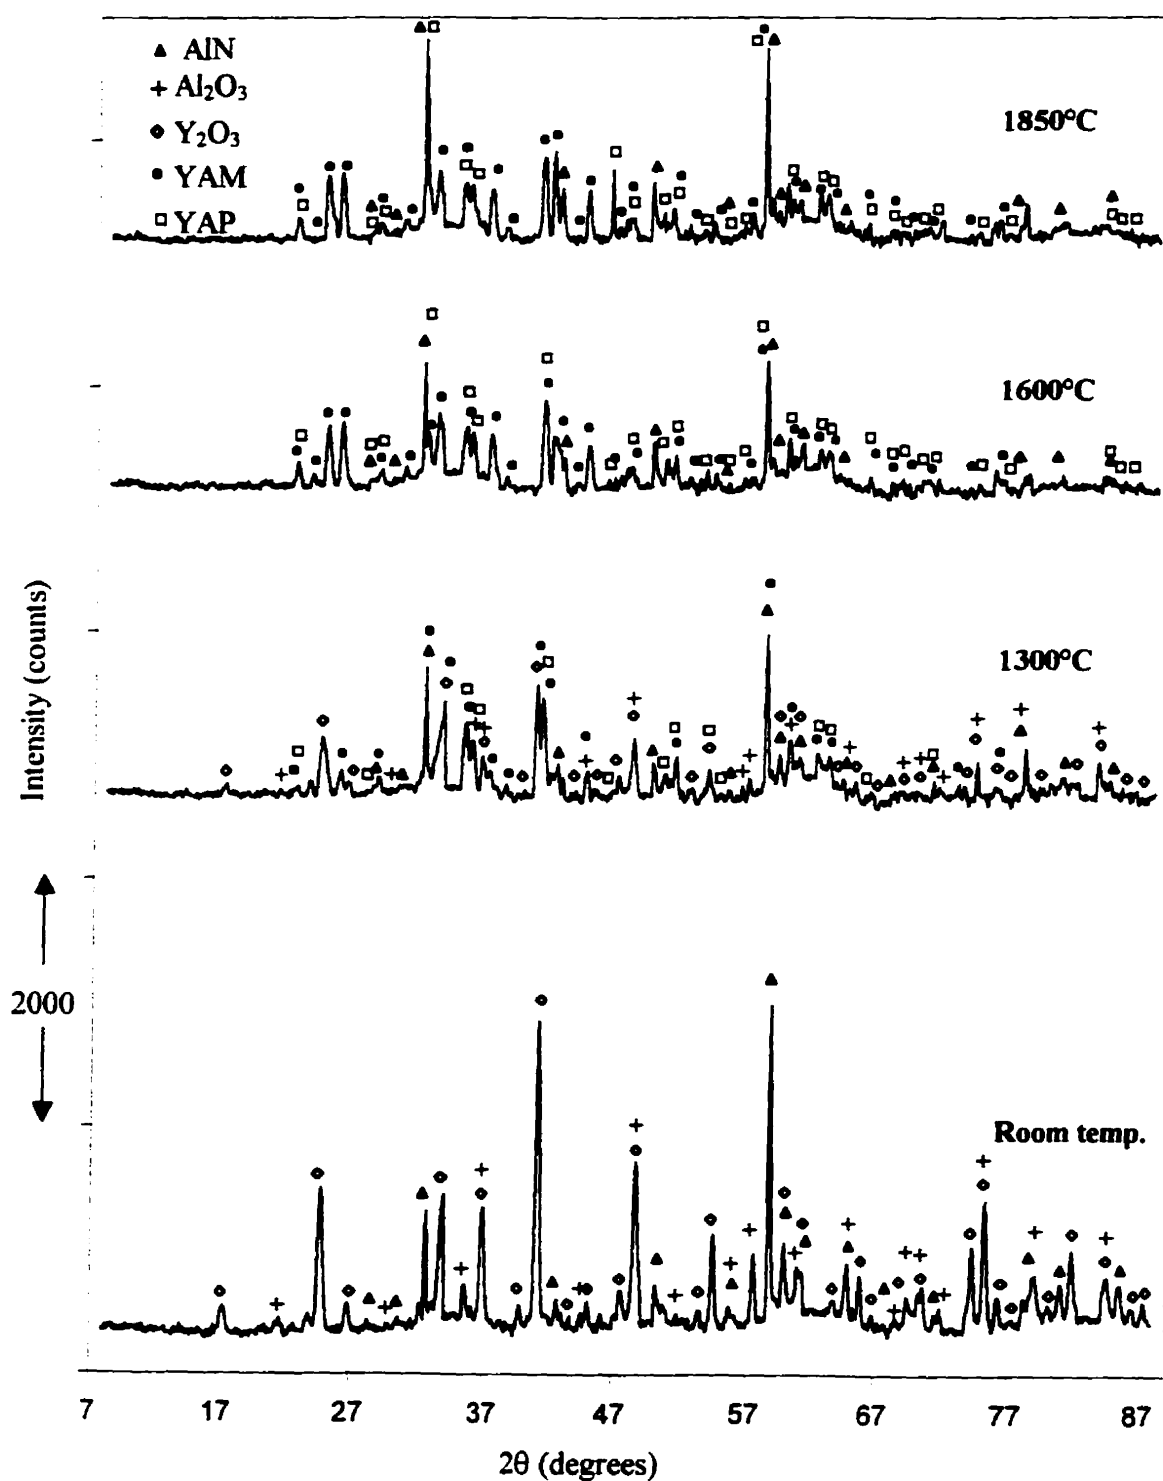 AlN
Al₂O₃
Y₂O₃
YAM
YAP
1850°C
1600°C
1300°C
Room temp.
Intensity (counts)
2000
7 17 27 37 47 57 67 77 87
2θ (degrees)